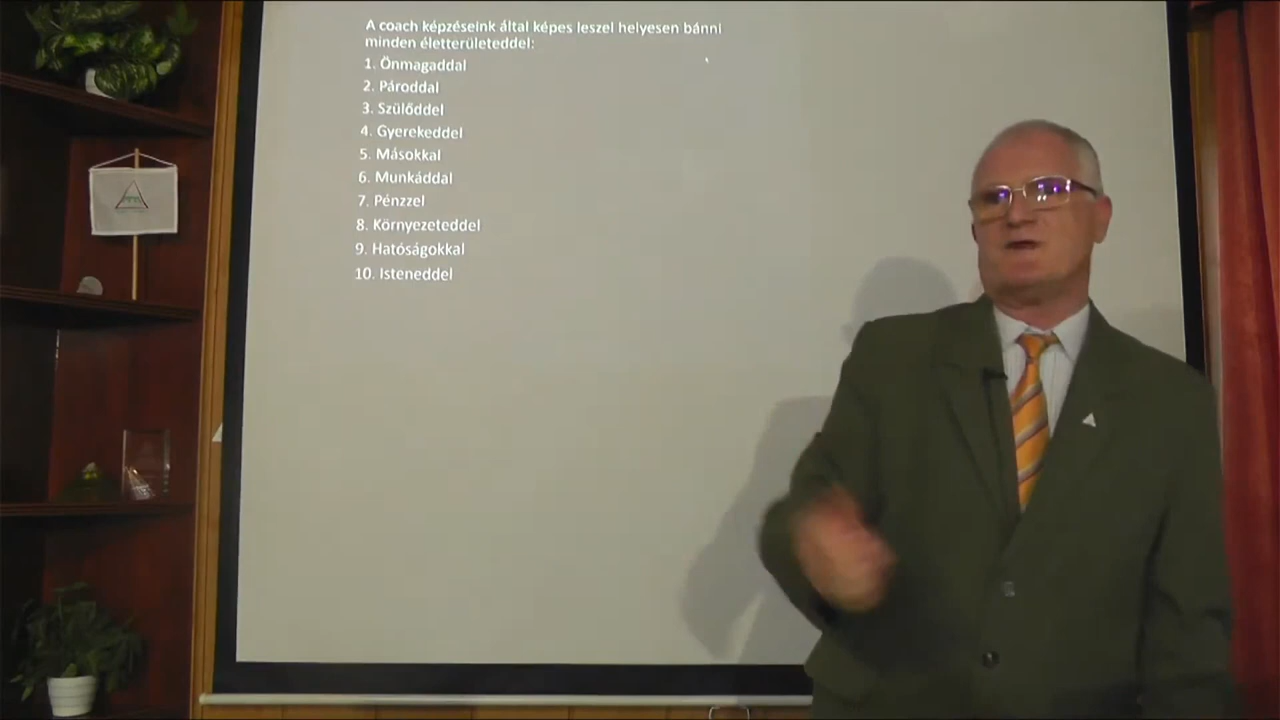 A coach képzéseink által képes leszel helyesen bánni
minden életterületeddel:
1. Önmagaddal
2. Pároddal
3. Szülőddel
4. Gyerekeddel
5. Másokkal
6. Munkáddal
7. Pénzzel
8. Környezeteddel
9. Hatóságokkal
10. Isteneddel